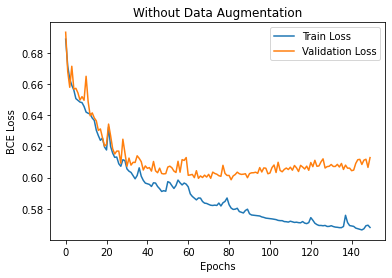 Without Data Augmentation
Train Loss
Validation Loss
BCE Loss
0.68
0.66
0.64
0.62
0.60
0.58
0 20 40 60 80 100 120 140
Epochs